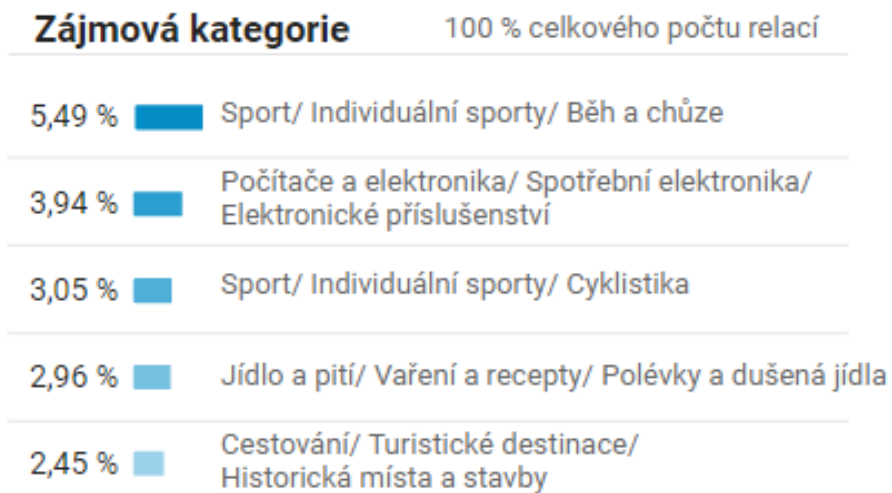 Zájmová kategorie 100 % celkového počtu relací
5,49 % Sport/ Individuální sporty/ Běh a chůze
3,94 % Počítače a elektronika/ Spotřební elektronika/
Elektronické příslušenství
3,05 % Sport/ Individuální sporty/ Cyklistika
2,96 % Jídlo a pití/ Vaření a recepty/ Polévky a dušená jídla
2,45 % Cestování/ Turistické destinace/
Historická místa a stavby